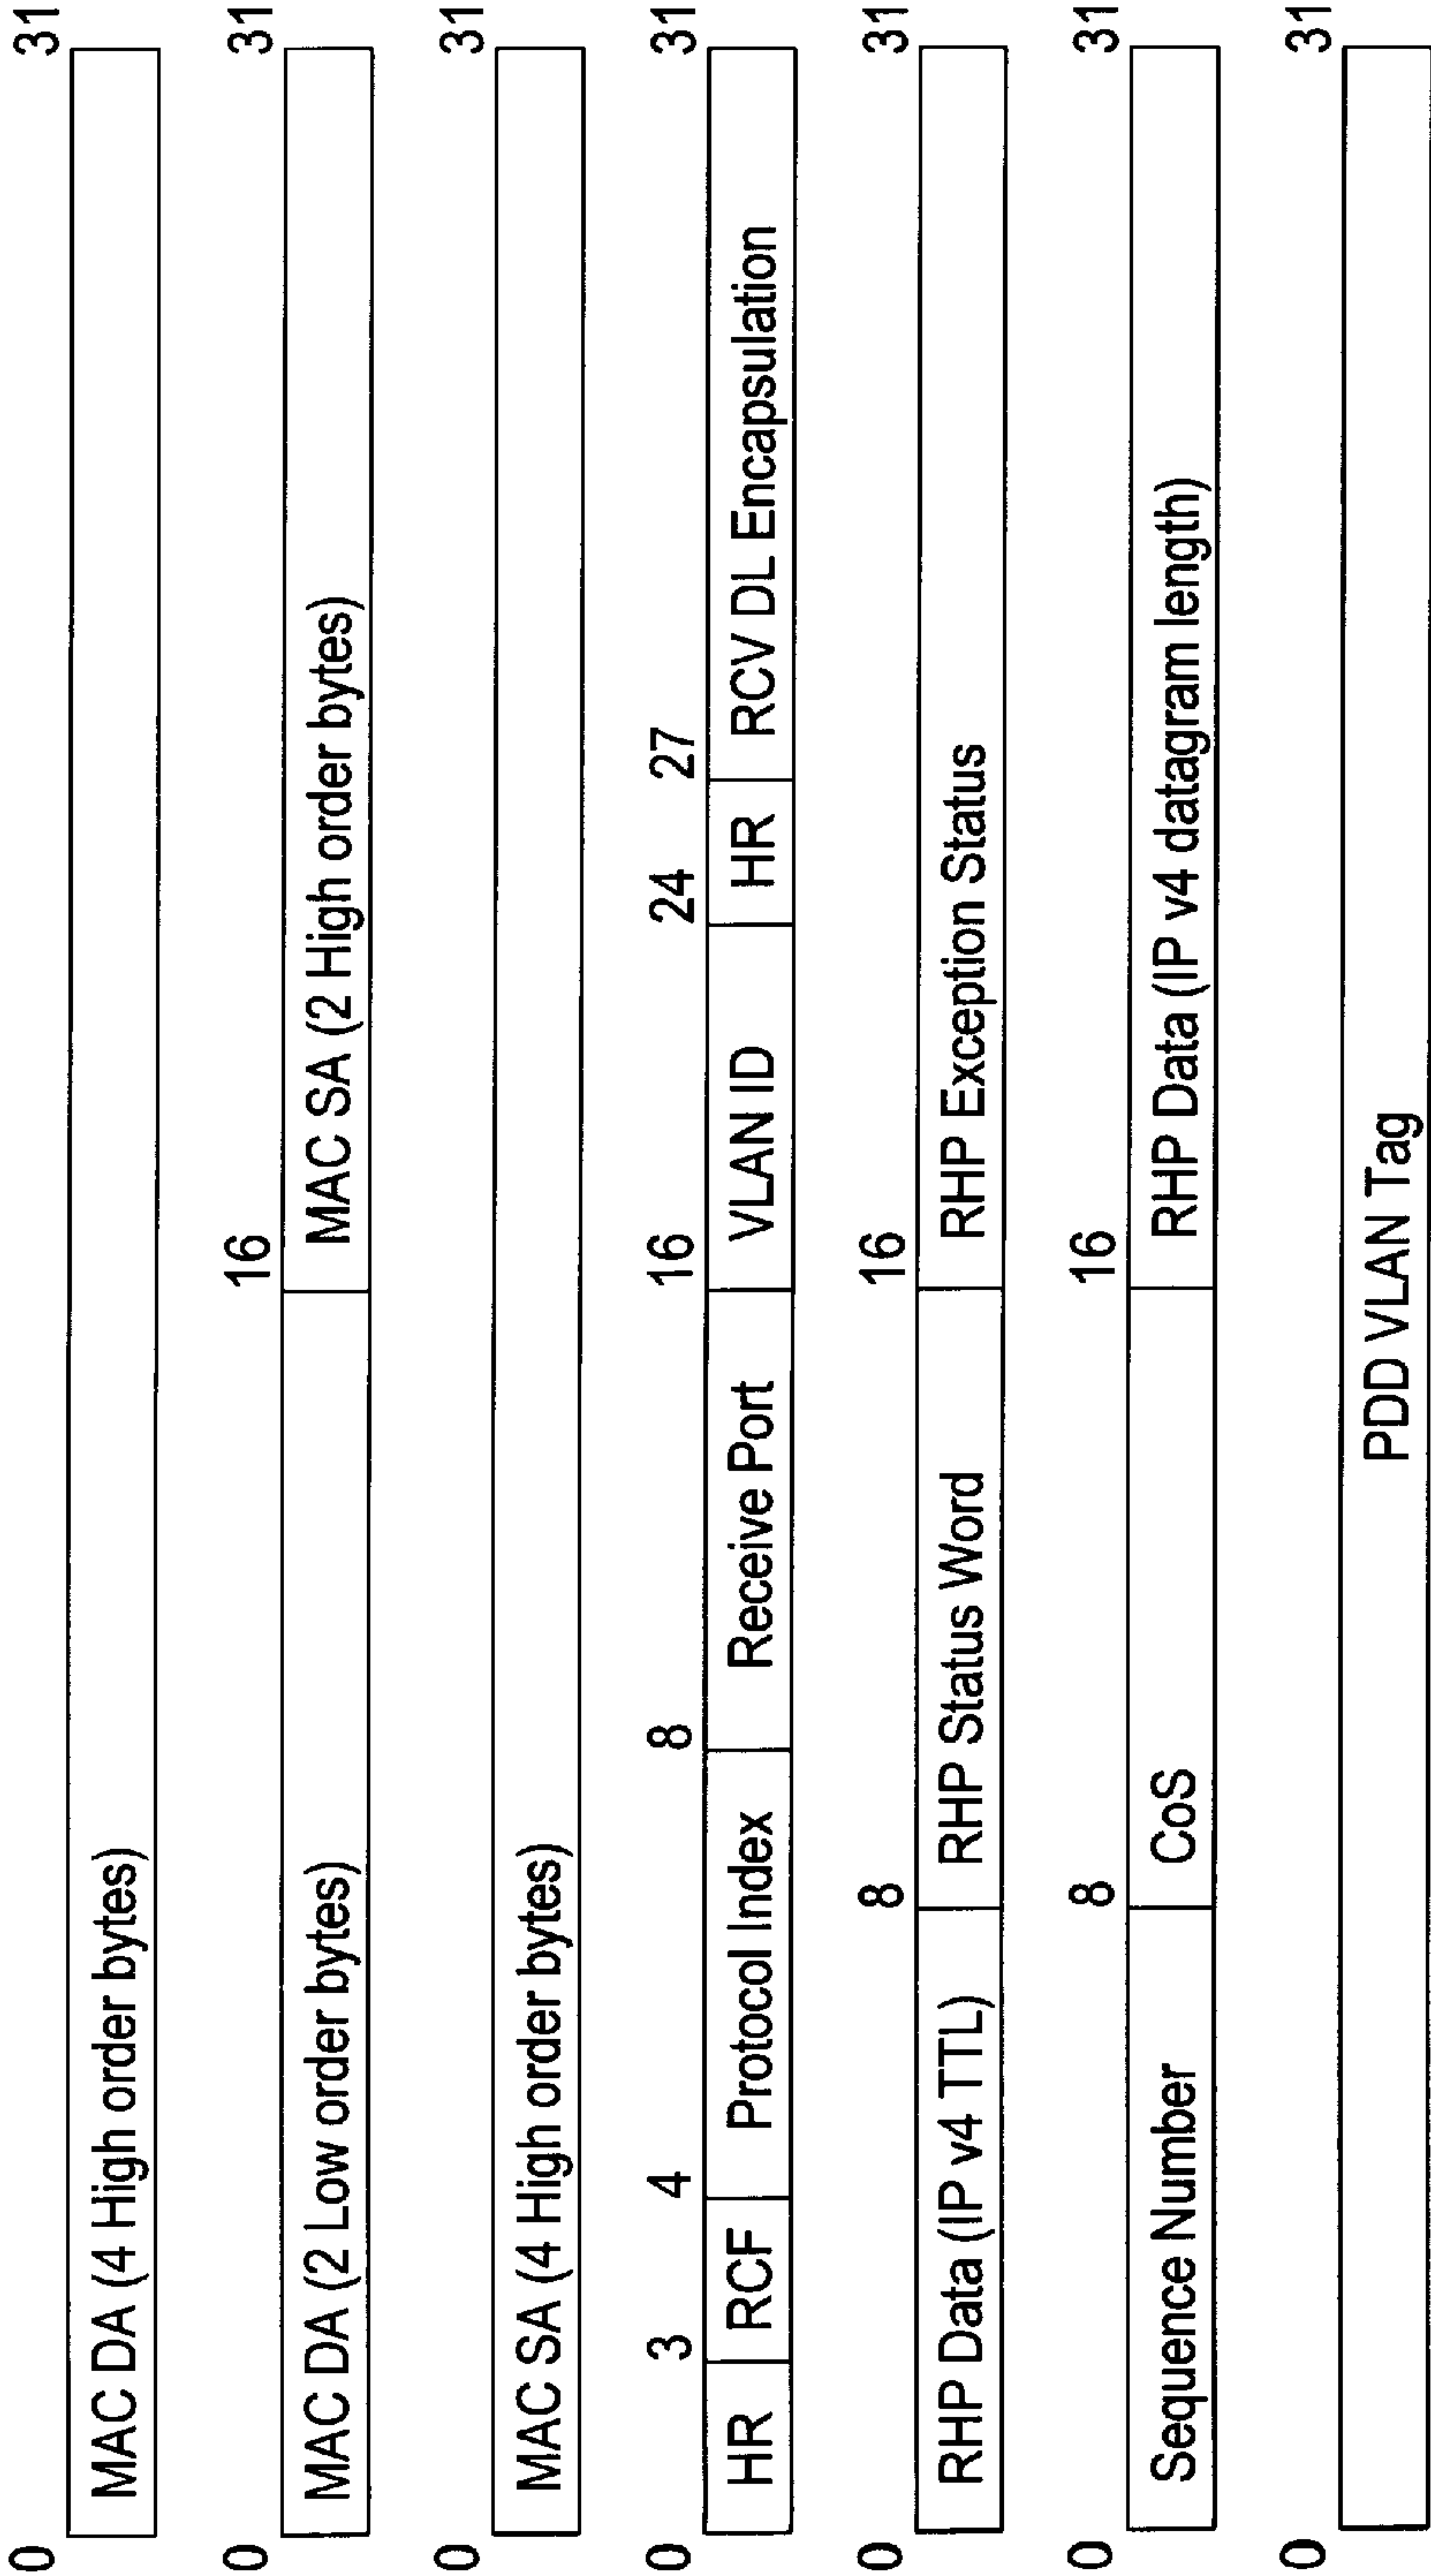 0 31
MAC DA (4 High order bytes)
0 16 31
MAC DA (2 Low order bytes) MAC SA (2 High order bytes)
0 31
MAC SA (4 High order bytes)
0 3 4 8 16 24 27 31
HR RCF Protocol Index Receive Port VLAN ID HR RCV DL Encapsulation
0 8 16 31
RHP Data (IP v4 TTL) RHP Status Word RHP Exception Status
0 8 16 31
Sequence Number CoS RHP Data (IP v4 datagram length)
0 31
PDD VLAN Tag